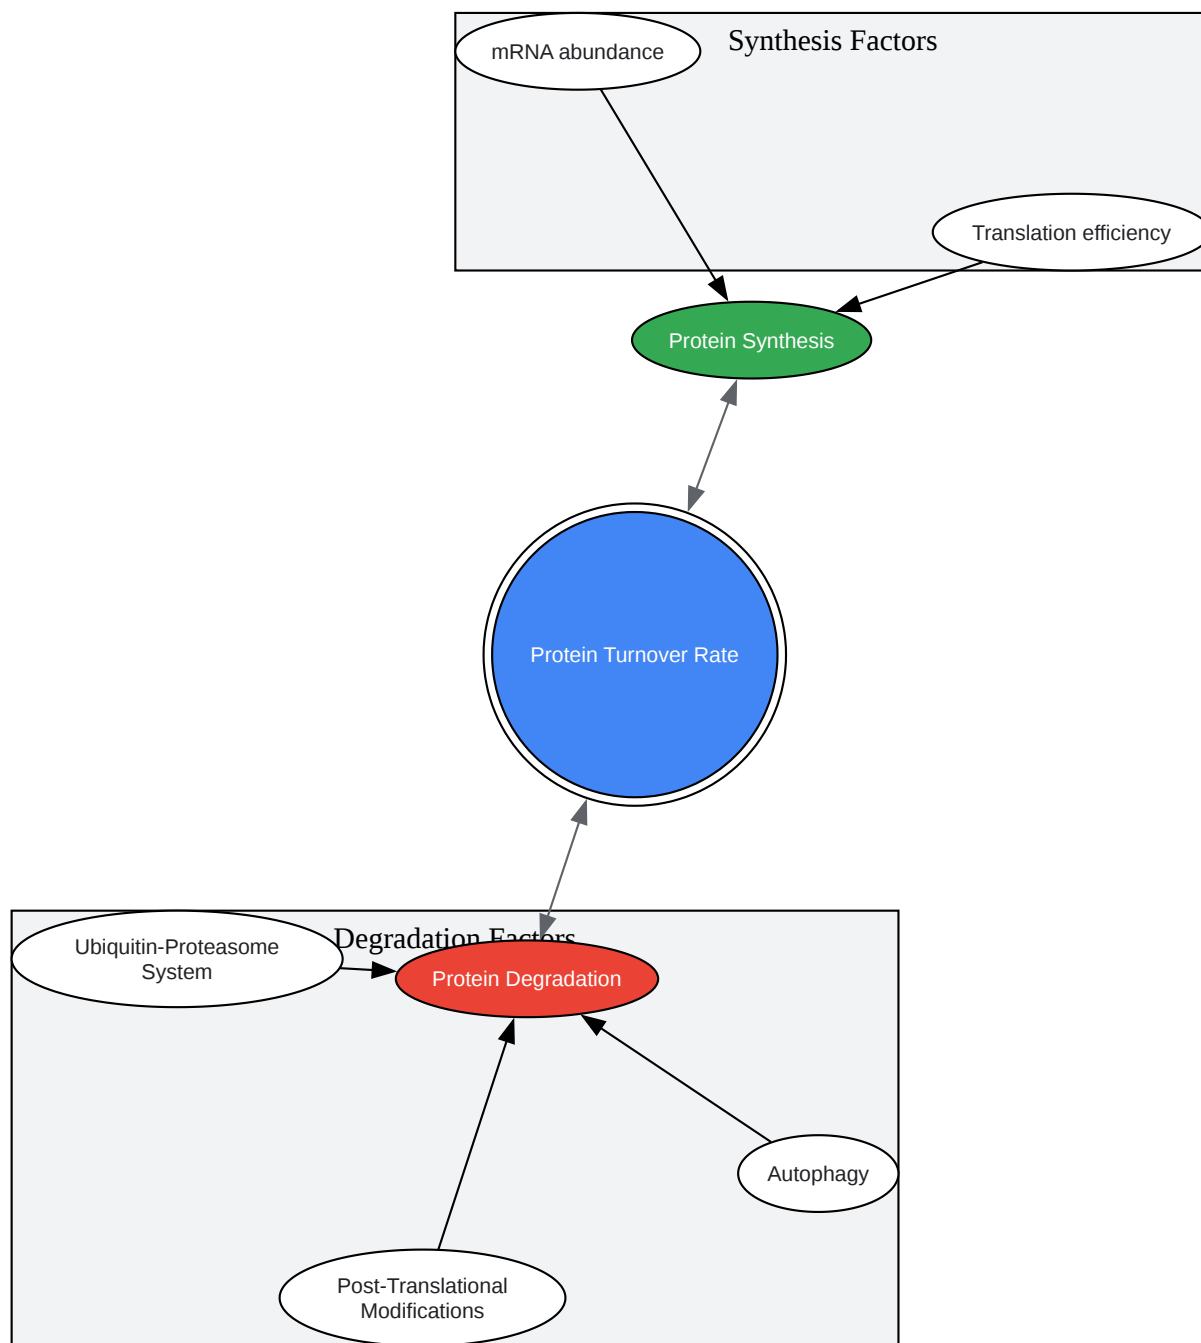 mRNA abundance
Synthesis Factors
Translation efficiency
Protein Synthesis
Protein Turnover Rate
Degradation Factors
Ubiquitin-Proteasome
System
Protein Degradation
Autophagy
Post-Translational
Modifications